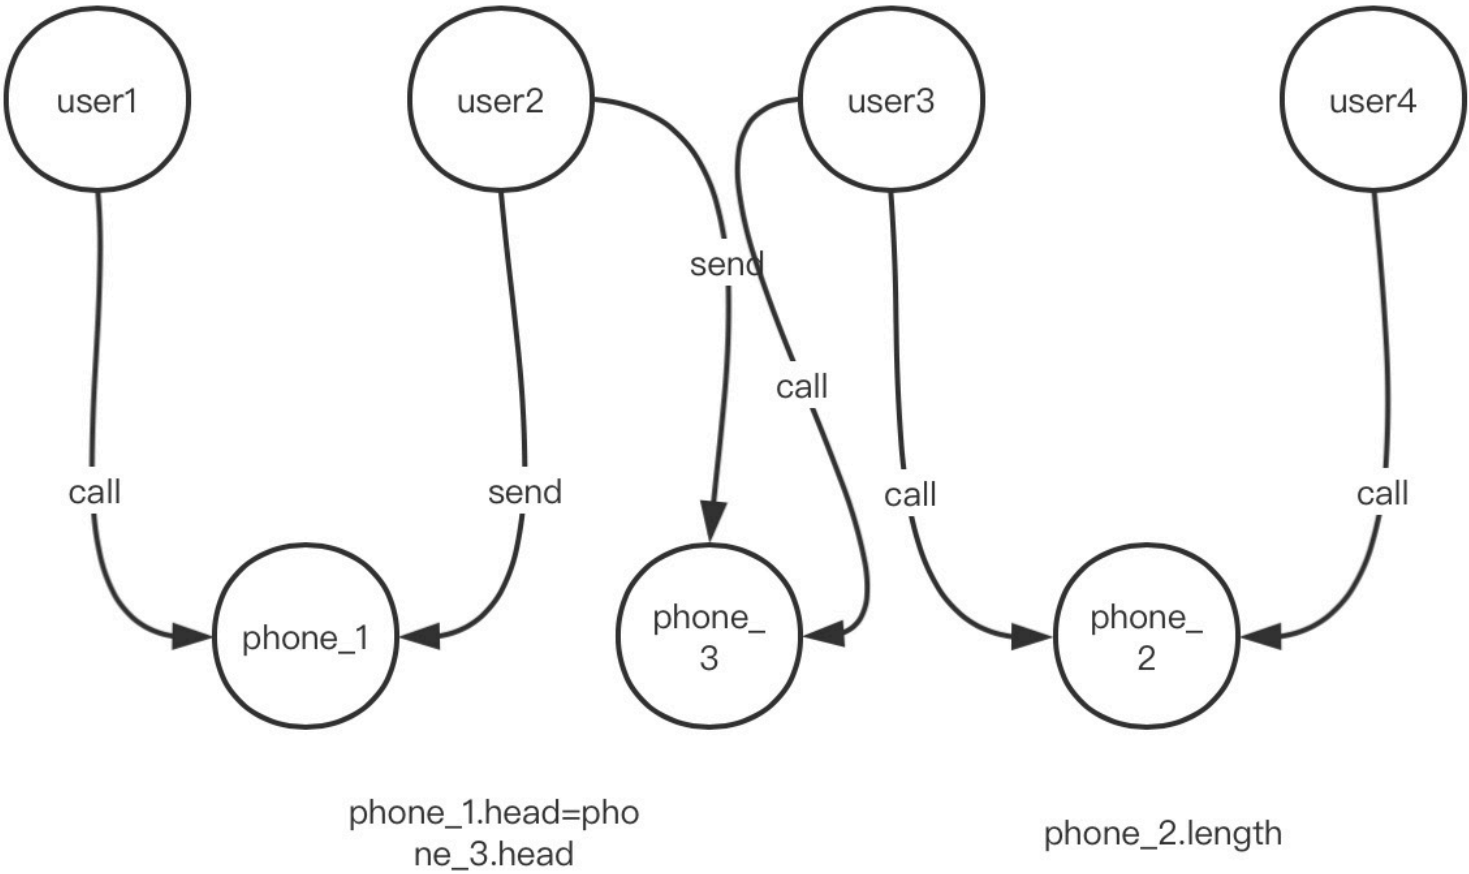 user1
user2
user3
user4
send
call
call
send
call
call
phone_1
phone_
3
phone_
2
phone_1.head=pho
ne_3.head
phone_2.length